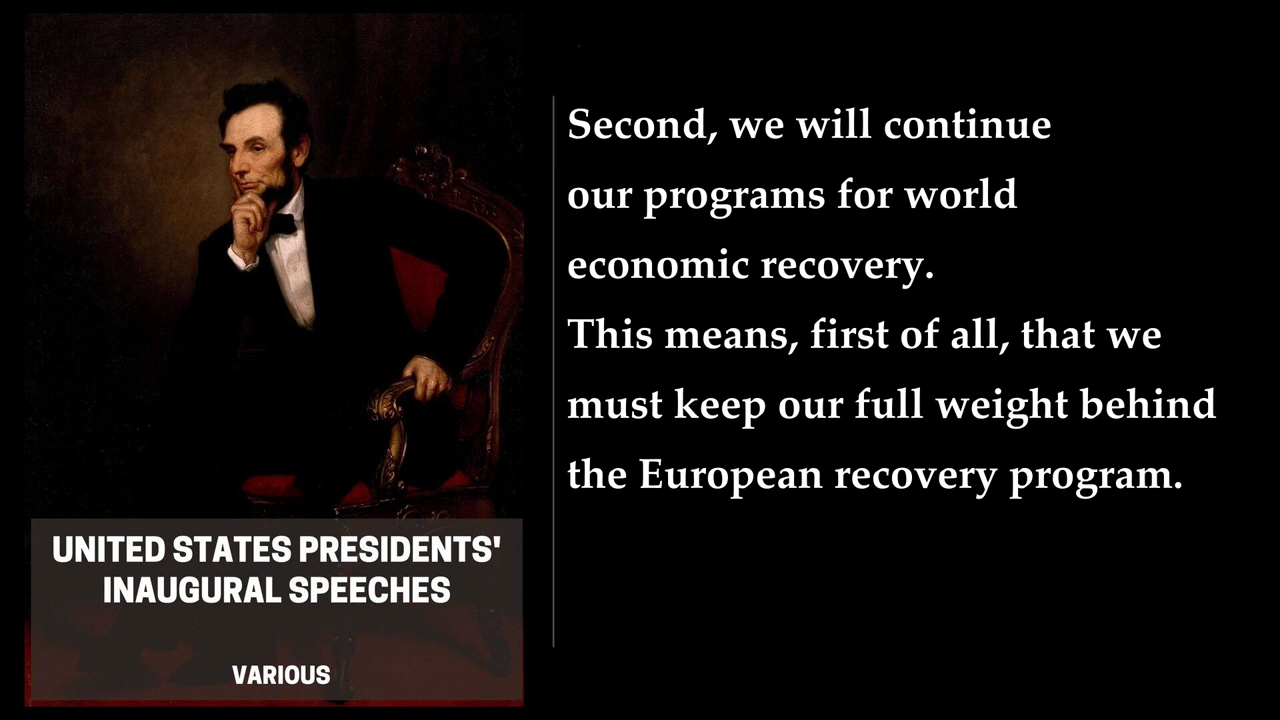 Second, we will continue
our programs for world
economic recovery.
This means, first of all, that we
must keep our full weight behind
the European recovery program.
UNITED STATES PRESIDENTS'
INAUGURAL SPEECHES
VARIOUS